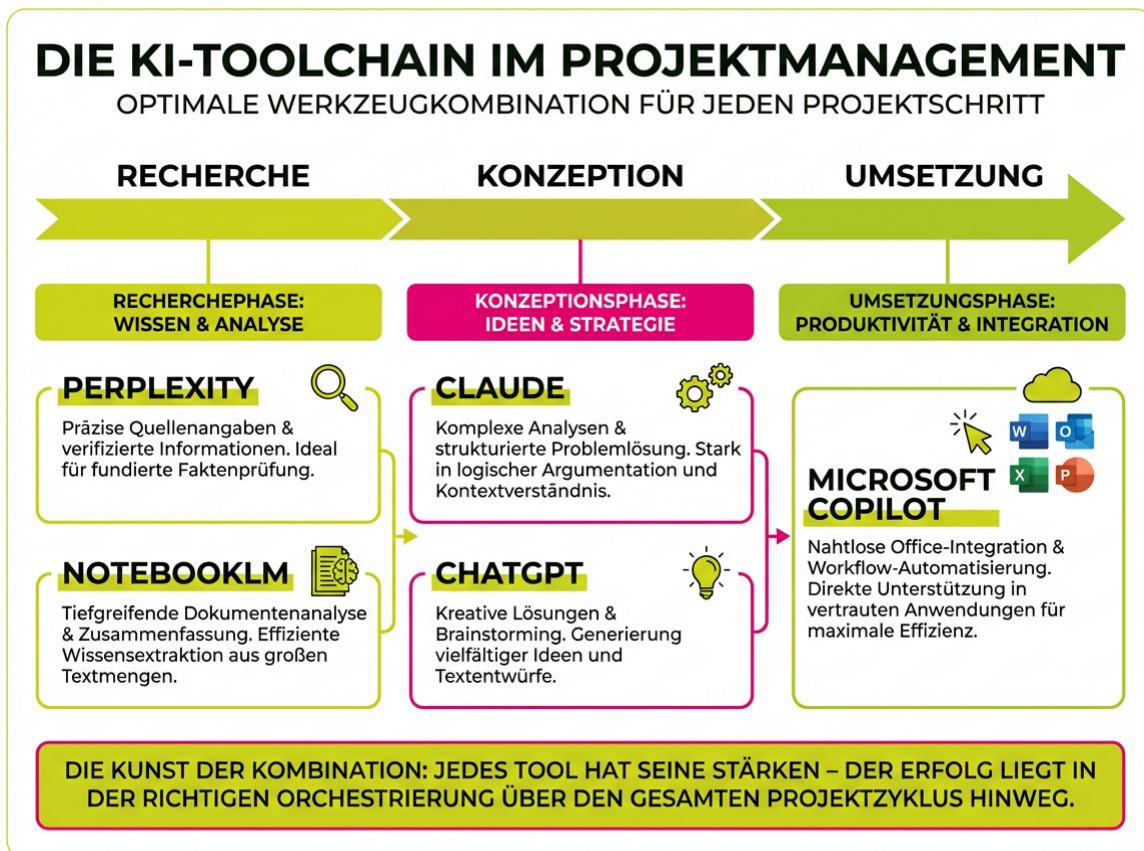 DIE KI-TOOLCHAIN IM PROJEKTMANAGEMENT
OPTIMALE WERKZEUGKOMBINATION FÜR JEDEN PROJEKTSCHRITT
RECHERCHE
KONZEPTION
UMSETZUNG
RECHERCHEPHASE:
WISSEN & ANALYSE
KONZEPTIONSPHASE:
IDEEN & STRATEGIE
UMSETZUNGSPHASE:
PRODUKTIVITÄT & INTEGRATION
PERPLEXITY
Präzise Quellenangaben &
verifizierte Informationen. Ideal
für fundierte Faktenprüfung.
NOTEBOOKLM
Tiefgreifende Dokumentenanalyse
& Zusammenfassung. Effiziente
Wissensextraktion aus großen
Textmengen.
CLAUDE
Komplexe Analysen &
strukturierte Problemlösung. Stark
in logischer Argumentation und
Kontextverständnis.
CHATGPT
Kreative Lösungen &
Brainstorming. Generierung
vielfältiger Ideen und
Textentwürfe.
W
O
X
P
MICROSOFT
COPILOT
Nahtlose Office-Integration &
Workflow-Automatisierung.
Direkte Unterstützung in
vertrauten Anwendungen für
maximale Effizienz.
DIE KUNST DER KOMBINATION: JEDES TOOL HAT SEINE STÄRKEN – DER ERFOLG LIEGT IN
DER RICHTIGEN ORCHESTRIERUNG ÜBER DEN GESAMTEN PROJEKTZYKLUS HINWEG.